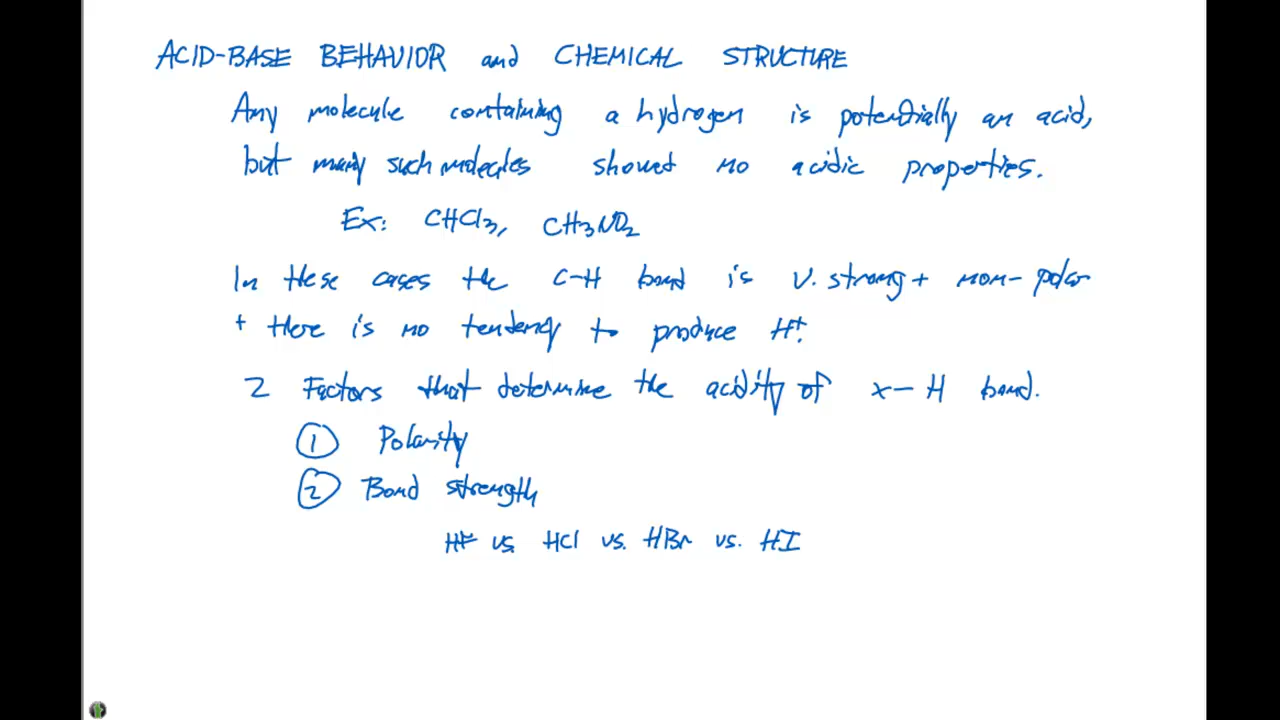 ACID-BASE BEHAVIOR and CHEMICAL STRUCTURE
Any molecule containing a hydrogen is potentially an acid,
but many such molecules showed no acidic properties.
Ex: CHCl3, CH3NO2
In these cases the C-H bond is v. strong + non-polar
+ there is no tendency to produce H+.
2 Factors that determine the acidity of x-H bond.
1 Polarity
2 Bond strength
HF vs. HCl vs. HBr vs. HI